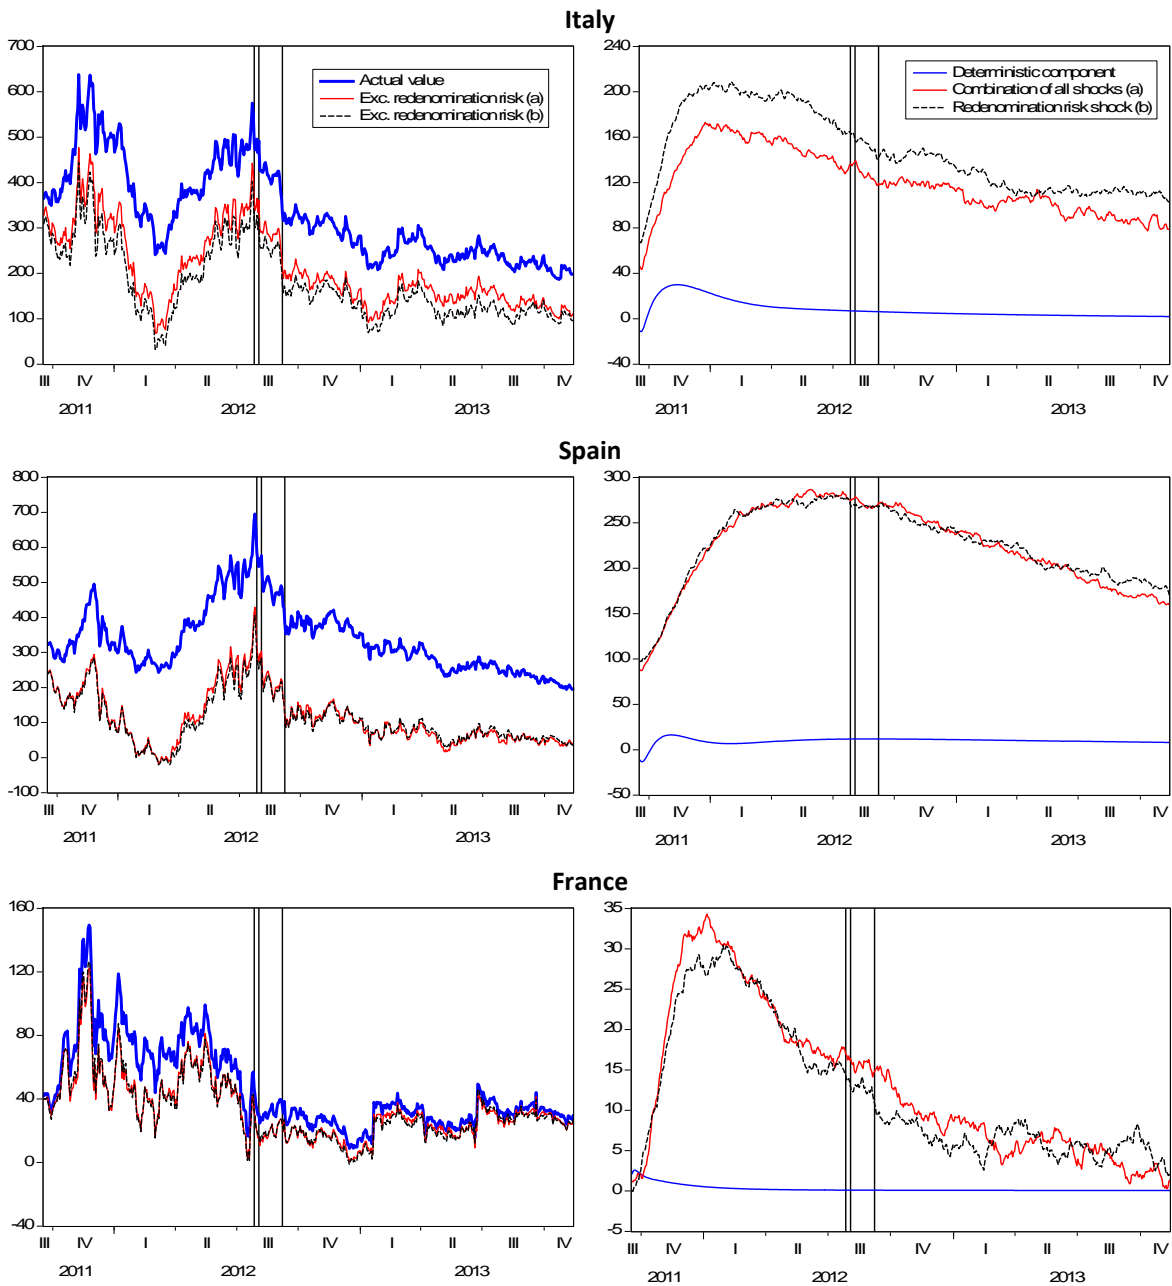 Italy
700
600
500
400
300
200
100
0
Actual value
Exc. redenomination risk (a)
Exc. redenomination risk (b)
III IV I II III IV I II III IV
2011 2012 2013
240
200
160
120
80
40
0
-40
Deterministic component
Combination of all shocks (a)
Redenomination risk shock (b)
III IV I II III IV I II III IV
2011 2012 2013
Spain
800
700
600
500
400
300
200
100
0
-100
III IV I II III IV I II III IV
2011 2012 2013
300
250
200
150
100
50
0
-50
III IV I II III IV I II III IV
2011 2012 2013
France
160
120
80
40
0
-40
III IV I II III IV I II III IV
2011 2012 2013
35
30
25
20
15
10
5
0
-5
III IV I II III IV I II III IV
2011 2012 2013